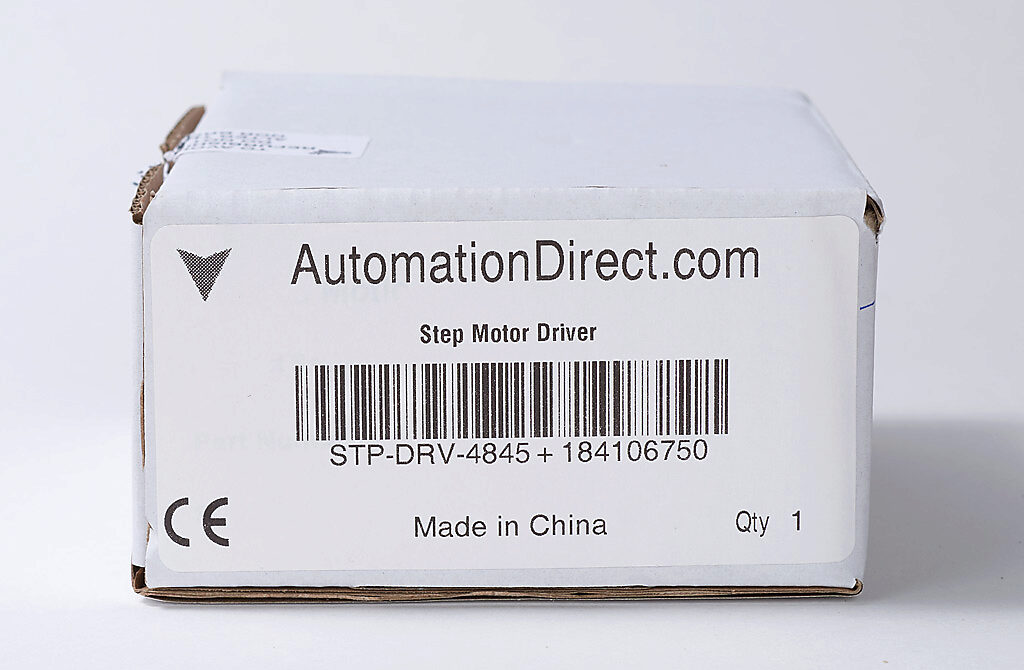 AutomationDirect.com
Step Motor Driver
STP-DRV-4845 + 184106750
CE
Made in China
Qty 1